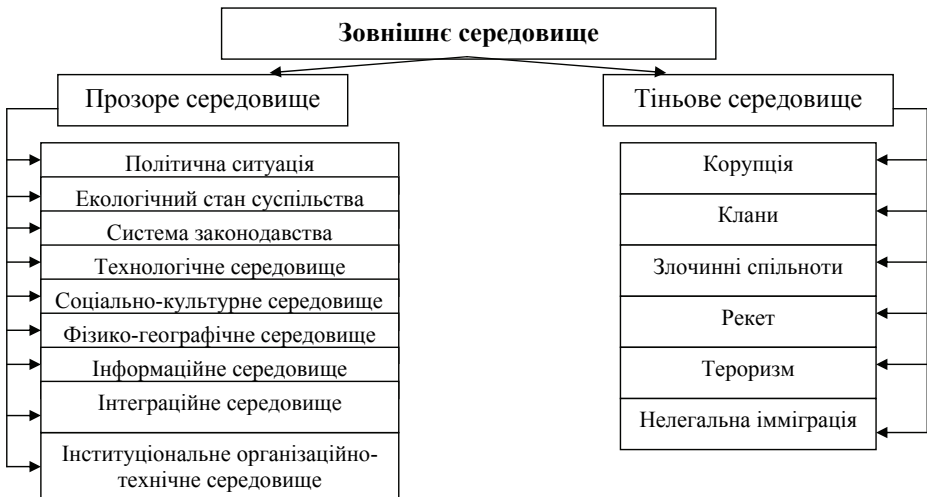 Зовнішнє середовище
Прозоре середовище
Тіньове середовище
Політична ситуація
Екологічний стан суспільства
Система законодавства
Технологічне середовище
Соціально-культурне середовище
Фізико-географічне середовище
Інформаційне середовище
Інтеграційне середовище
Інституціональне організаційно-
технічне середовище
Корупція
Клани
Злочинні спільноти
Рекет
Тероризм
Нелегальна імміграція